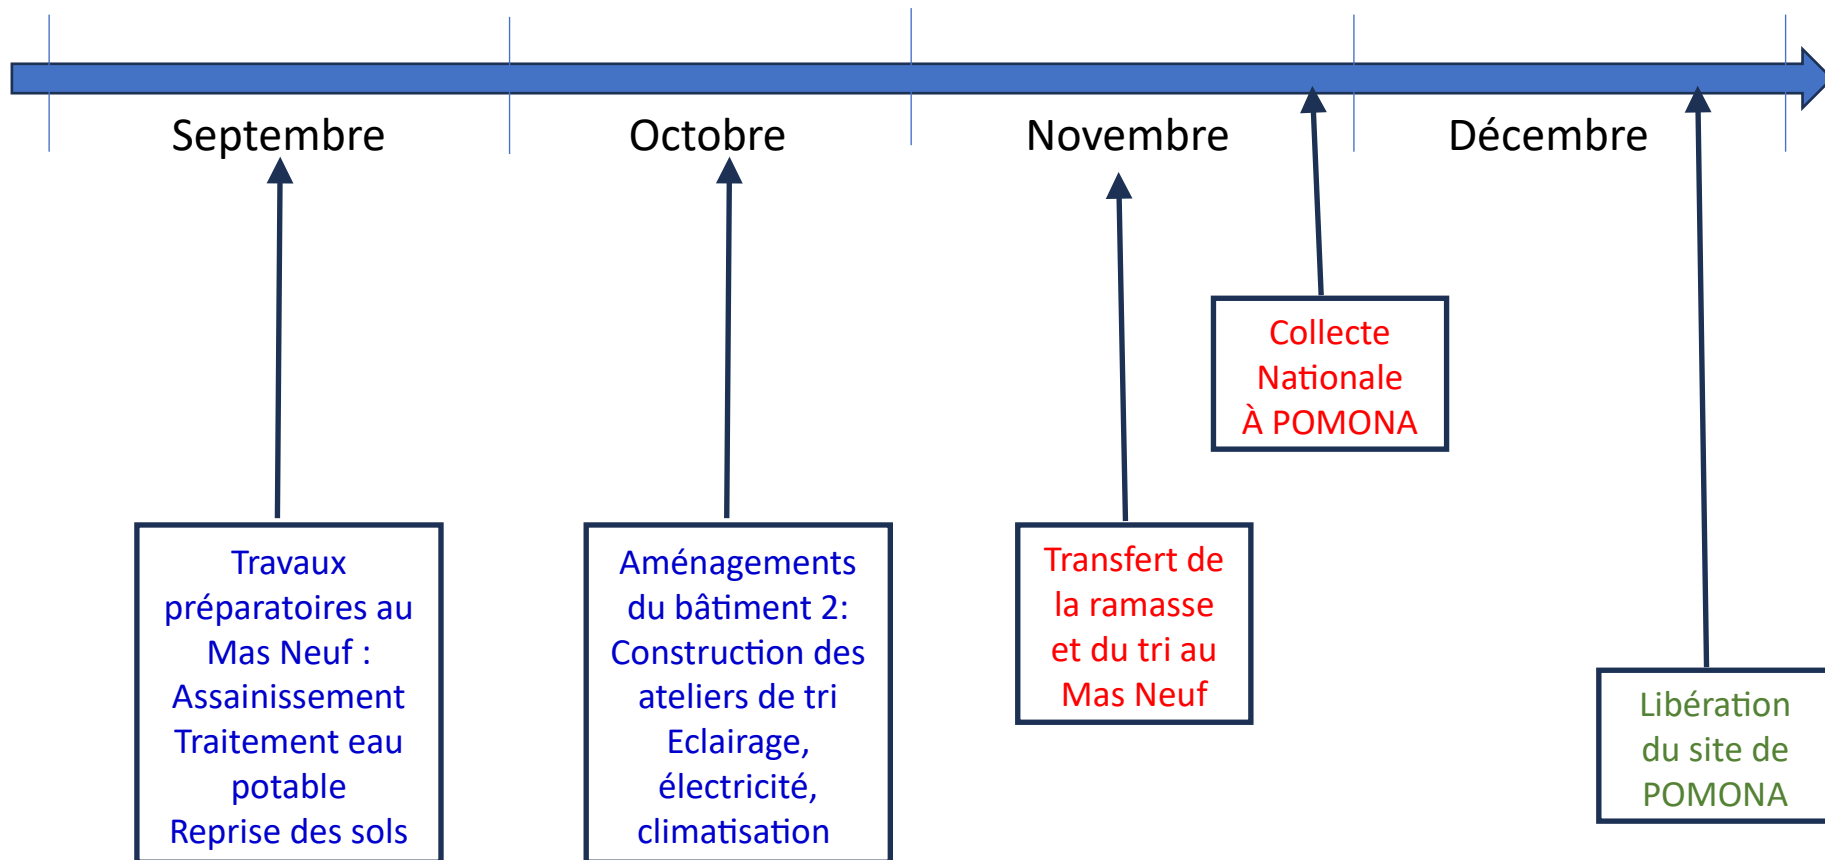 Septembre
Octobre
Novembre
Décembre
Collecte
Nationale
À POMONA
Travaux
préparatoires au
Mas Neuf :
Assainissement
Traitement eau
potable
Reprise des sols
Aménagements
du bâtiment 2:
Construction des
ateliers de tri
Eclairage,
électricité,
climatisation
Transfert de
la ramasse
et du tri au
Mas Neuf
Libération
du site de
POMONA